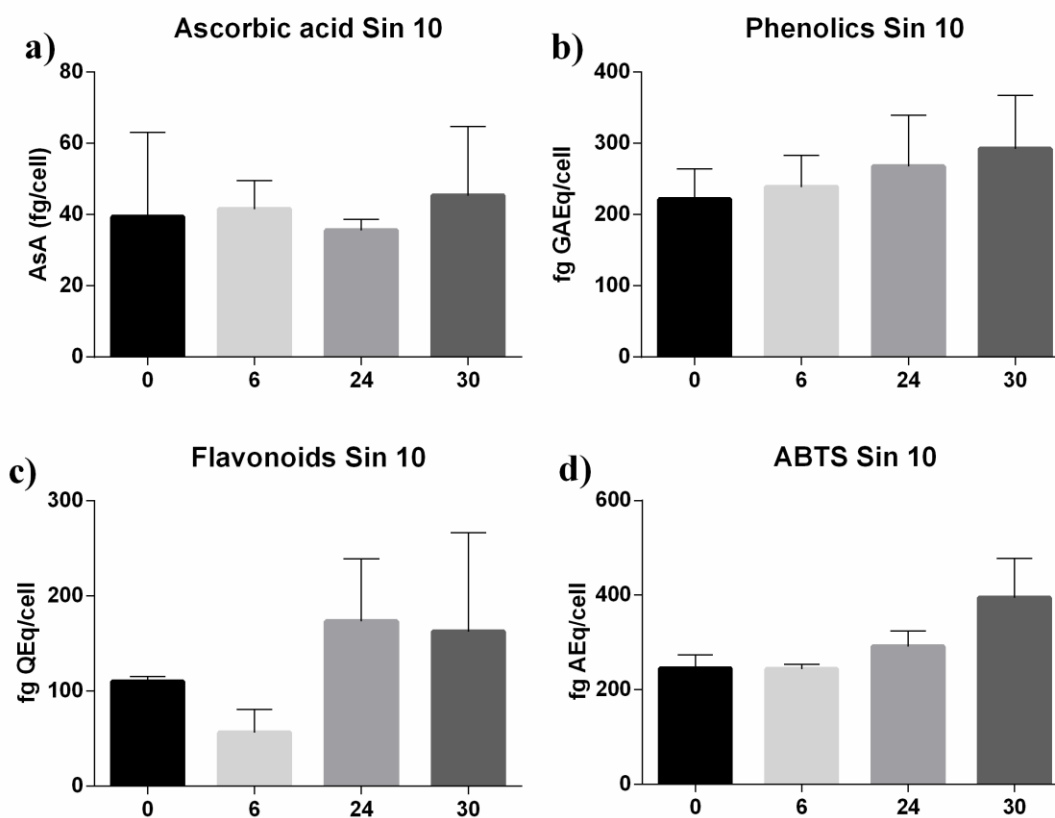 a)
Ascorbic acid Sin 10
AsA (fg/cell)
80
60
40
20
0
0 6 24 30
b)
Phenolics Sin 10
fg GAEq/cell
400
300
200
100
0
0 6 24 30
c)
Flavonoids Sin 10
fg QEq/cell
300
200
100
0
0 6 24 30
d)
ABTS Sin 10
fg AEq/cell
600
400
200
0
0 6 24 30